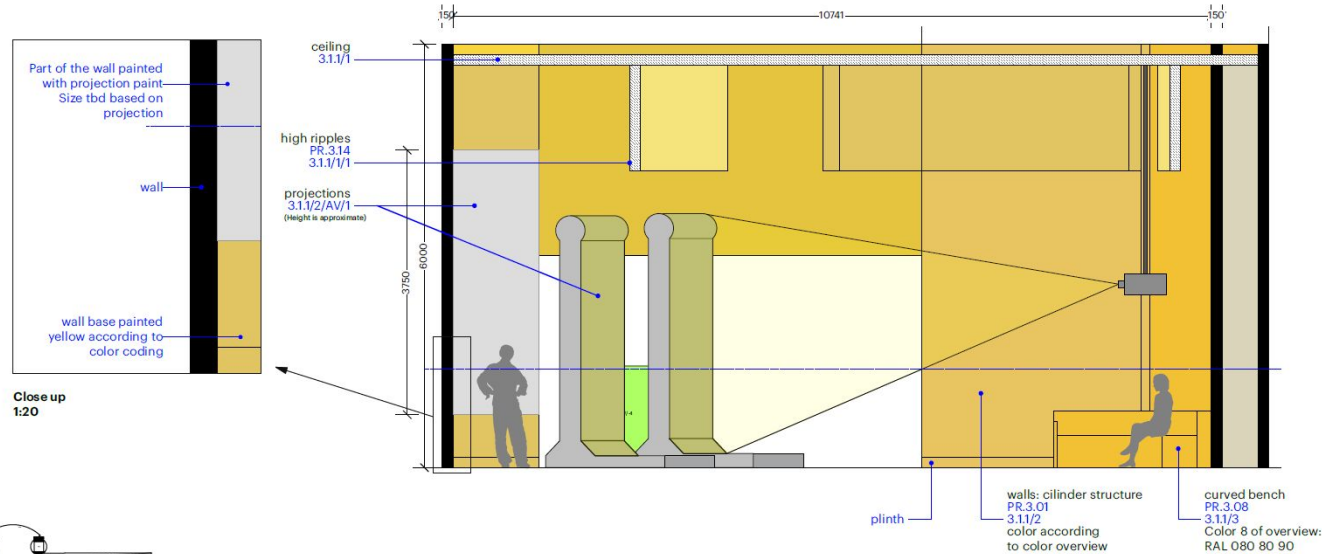 150
10741
150
Part of the wall painted
with projection paint
Size tbd based on
projection
wall
wall base painted
yellow according to
color coding
Close up
1:20
ceiling
3.1.1/1
high ripples
PR.3.14
3.1.1/1/1
projections
3.1.1/2/AV/1
(Height is approximate)
3750
6000
plinth
walls: cilinder structure
PR.3.01
3.1.1/2
color according
to color overview
curved bench
PR.3.08
3.1.1/3
Color 8 of overview:
RAL 080 80 90